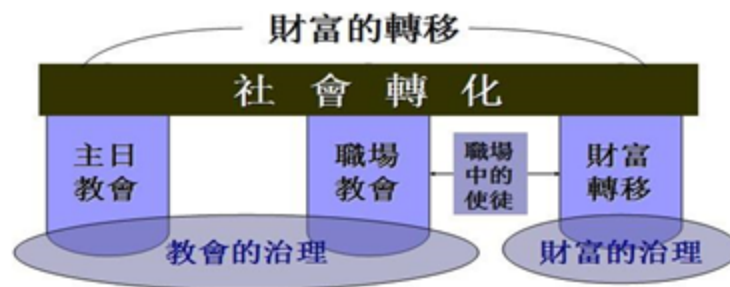 財富的轉移
社會轉化
主日
教會
職場
教會
職場
中的
使徒
財富
轉移
教會的治理
財富的治理